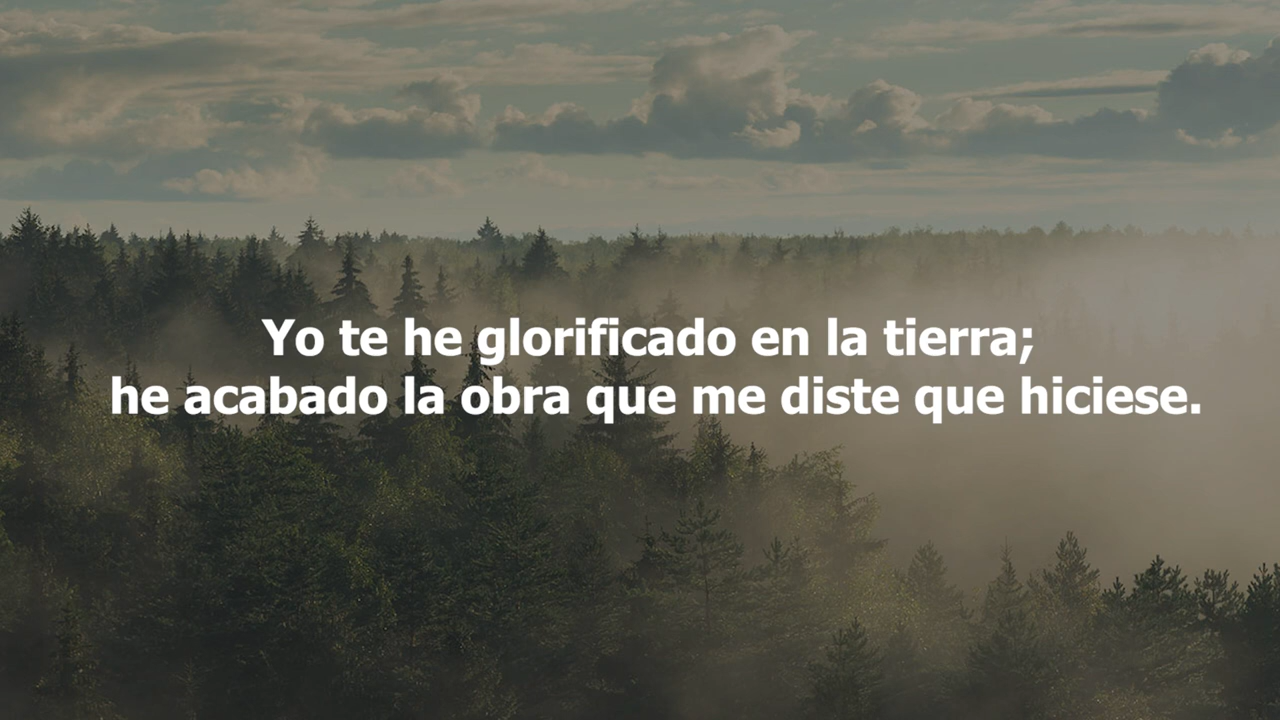 Yo te he glorificado en la tierra;
he acabado la obra que me diste que hiciese.